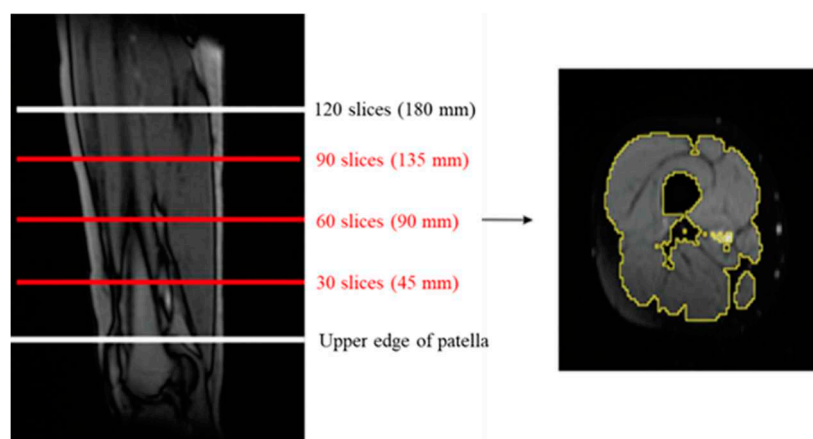 120 slices (180 mm)
90 slices (135 mm)
60 slices (90 mm)
30 slices (45 mm)
Upper edge of patella